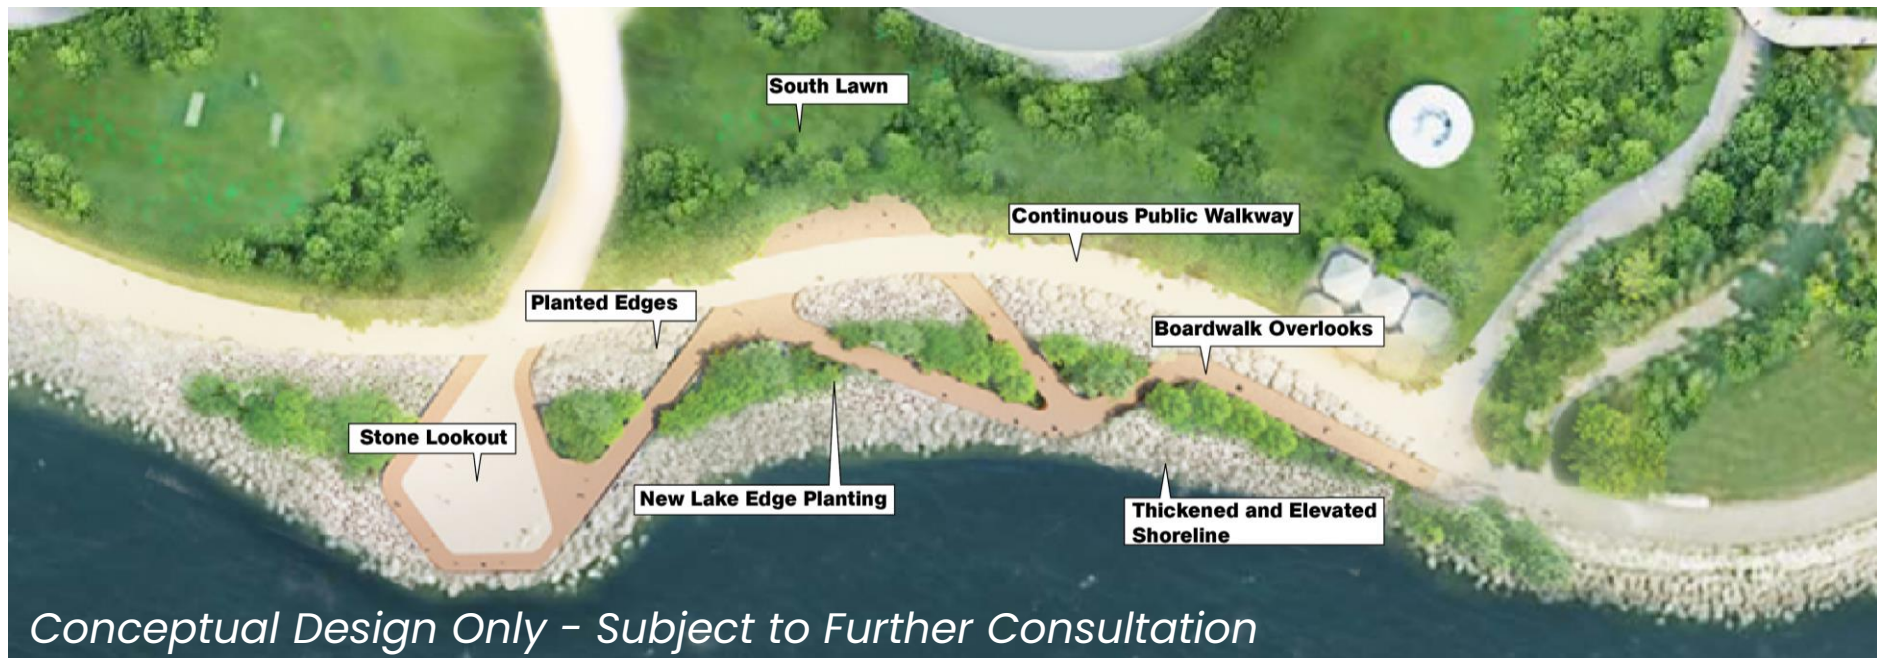 South Lawn
Continuous Public Walkway
Planted Edges
Boardwalk Overlooks
Stone Lookout
New Lake Edge Planting
Thickened and Elevated
Shoreline
Conceptual Design Only - Subject to Further Consultation